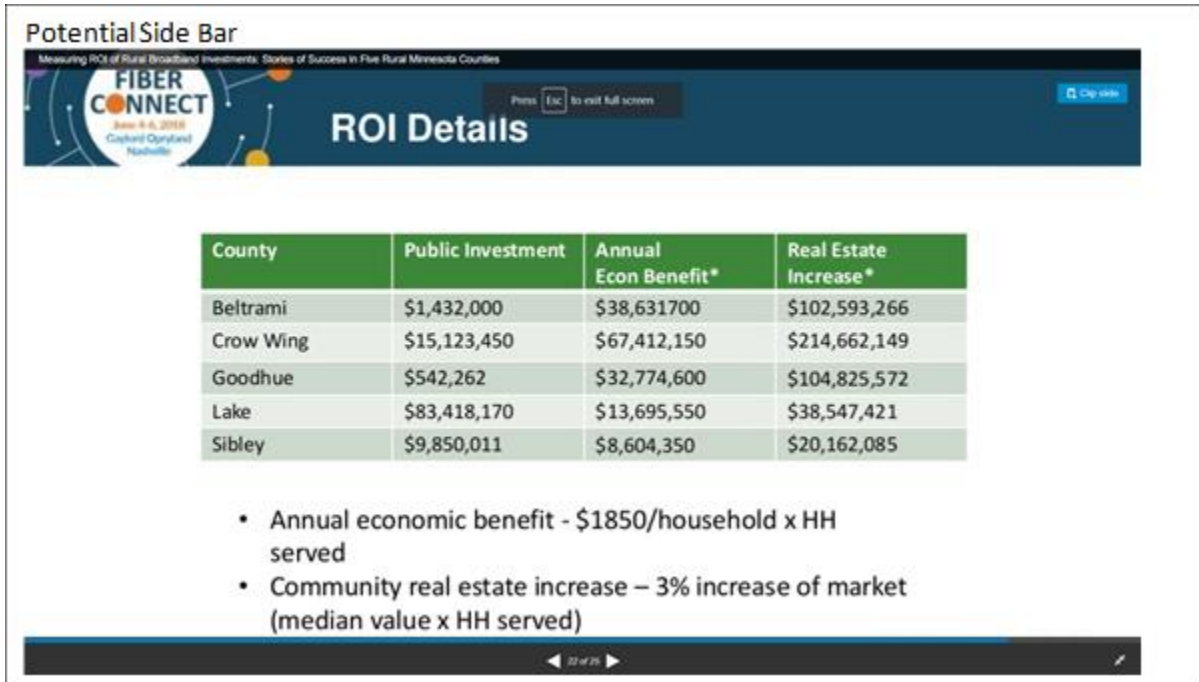 Potential Side Bar
Measuring ROI of Rural Broadband Investments: Stories of Success in Five Rural Minnesota Counties
FIBER
CONNECT
June 4-6, 2018
Gaylord Opryland
Nashville
Press Esc to exit full screen
Clip slide
ROI Details
County Public Investment Annual Econ Benefit* Real Estate Increase*
Beltrami $1,432,000 $38,631700 $102,593,266
Crow Wing $15,123,450 $67,412,150 $214,662,149
Goodhue $542,262 $32,774,600 $104,825,572
Lake $83,418,170 $13,695,550 $38,547,421
Sibley $9,850,011 $8,604,350 $20,162,085
• Annual economic benefit - $1850/household x HH
served
• Community real estate increase – 3% increase of market
(median value x HH served)
22 of 25